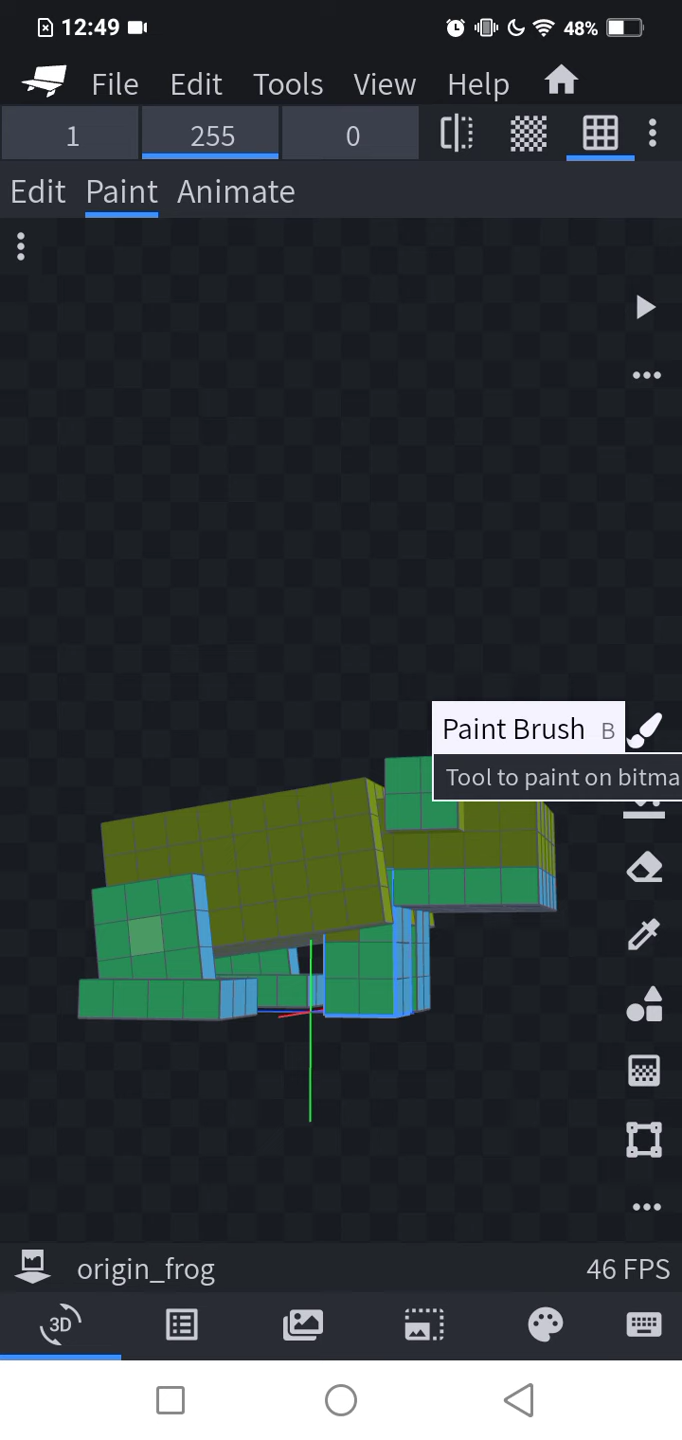 12:49 48%
File Edit Tools View Help
1 255 0
Edit Paint Animate
Paint Brush B
Tool to paint on bitma
origin_frog 46 FPS
3D